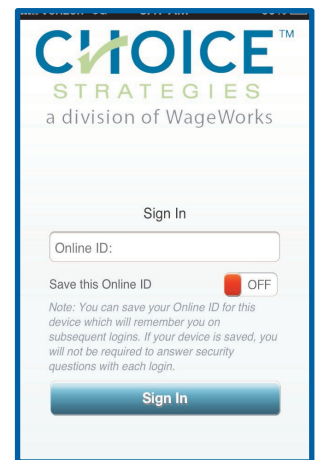 CHOICE™
STRATEGIES
a division of WageWorks
Sign In
Online ID:
Save this Online ID
OFF
Note: You can save your Online ID for this
device which will remember you on
subsequent logins. If your device is saved, you
will not be required to answer security
questions with each login.
Sign In